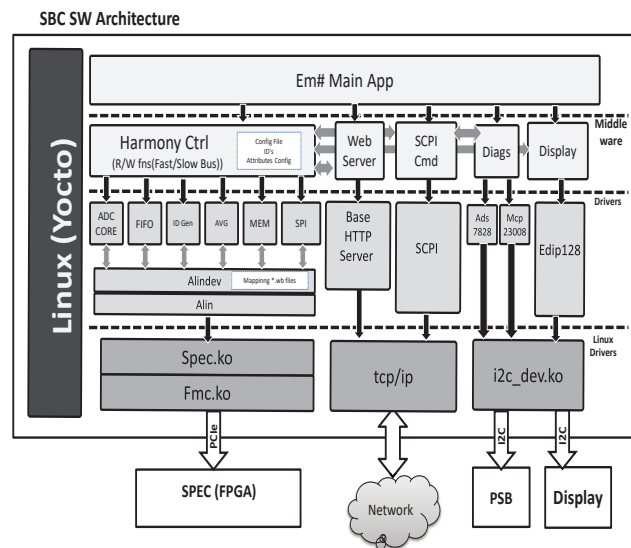 SBC SW Architecture
Linux (Yocto)
Em# Main App
Middle
ware
Harmony Ctrl
(R/W fns(Fast/Slow Bus))
Config File
ID's
Attributes Config
Web
Server
SCPI
Cmd
Diags
Display
Drivers
ADC
CORE
FIFO
ID Gen
AVG
MEM
SPI
Base
HTTP
Server
SCPI
Ads
7828
Mcp
23008
Edip128
Alindev
Mappinng *.wb files
Alin
Linux
Drivers
Spec.ko
Fmc.ko
tcp/ip
i2c_dev.ko
PCIe
I2C
I2C
SPEC (FPGA)
Network
PSB
Display